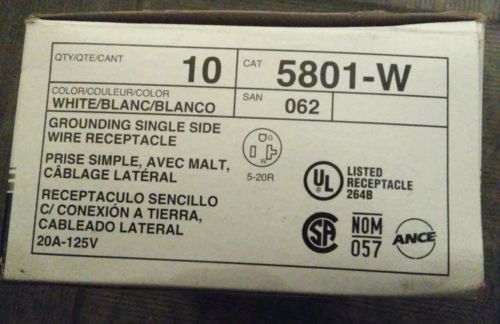 QTY/QTE/CANT
10
CAT
5801-W
COLOR/COULEUR/COLOR
WHITE/BLANC/BLANCO
SAN
062
GROUNDING SINGLE SIDE
WIRE RECEPTACLE
PRISE SIMPLE, AVEC MALT,
CÂBLAGE LATÉRAL
RECEPTACULO SENCILLO
C/ CONEXIÓN A TIERRA,
CABLEADO LATERAL
20A-125V
G
W
5-20R
UL
LISTED
RECEPTACLE
264B
SA
NOM
057
ANCE